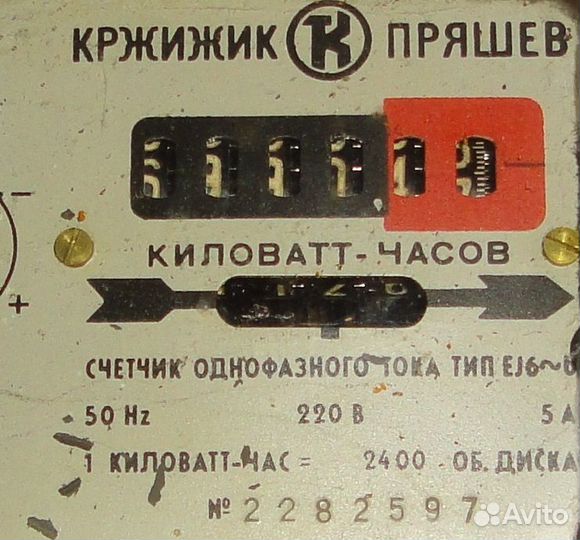 КРЖИЖИК К ПРЯШЕВ
КИЛОВАТТ-ЧАСОВ
+
СЧЕТЧИК ОДНОФАЗНОГО ТОКА ТИП EJ6~U
50 Hz 220 В 5 А
1 КИЛОВАТТ-ЧАС = 2400 ОБ. ДИСКА
№ 2282597
Avito